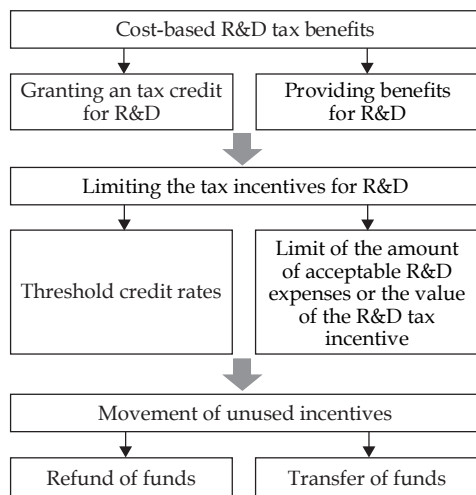 Cost-based R&D tax benefits
Granting an tax credit
for R&D
Providing benefits
for R&D
Limiting the tax incentives for R&D
Threshold credit rates
Limit of the amount
of acceptable R&D
expenses or the value
of the R&D tax
incentive
Movement of unused incentives
Refund of funds
Transfer of funds